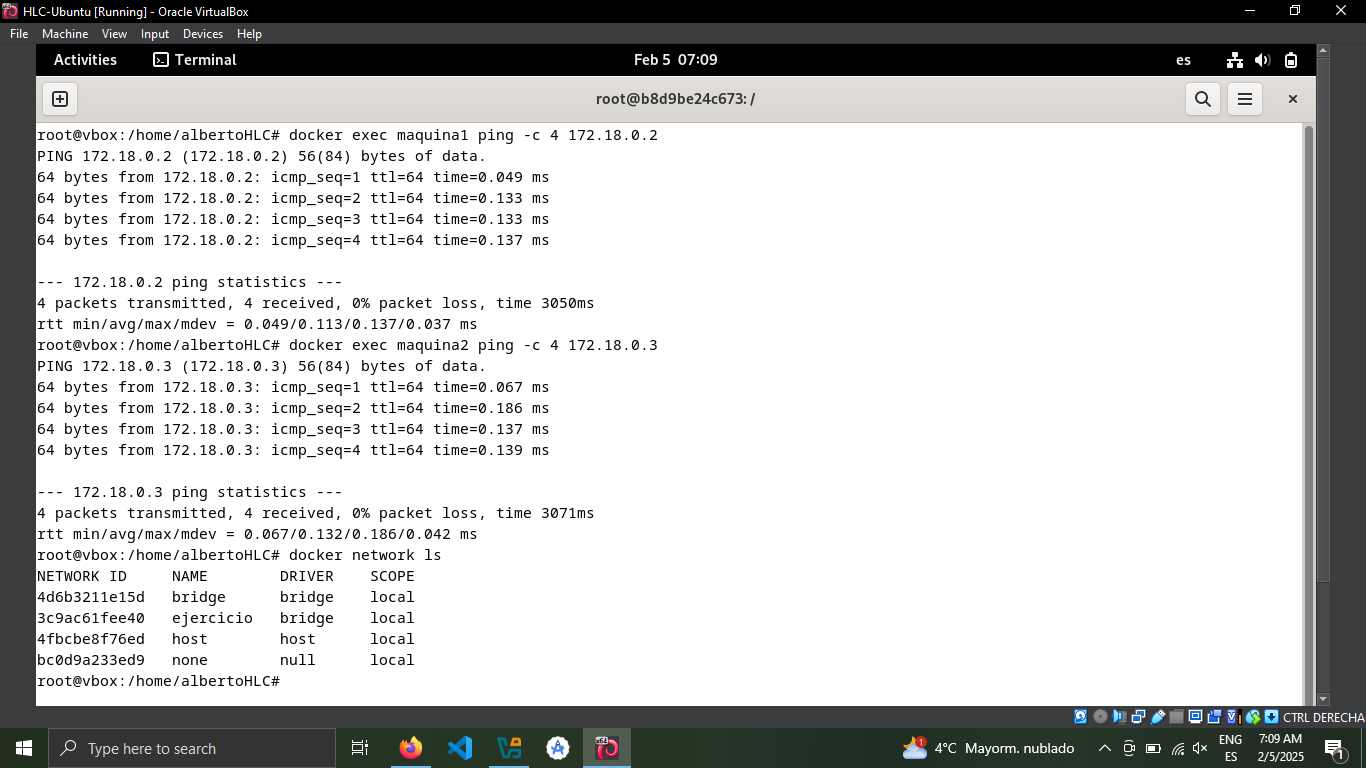 HLC-Ubuntu [Running] - Oracle VirtualBox
File Machine View Input Devices Help
Activities Terminal Feb 5 07:09 es
root@b8d9be24c673: /
root@vbox:/home/albertoHLC# docker exec maquina1 ping -c 4 172.18.0.2
PING 172.18.0.2 (172.18.0.2) 56(84) bytes of data.
64 bytes from 172.18.0.2: icmp_seq=1 ttl=64 time=0.049 ms
64 bytes from 172.18.0.2: icmp_seq=2 ttl=64 time=0.133 ms
64 bytes from 172.18.0.2: icmp_seq=3 ttl=64 time=0.133 ms
64 bytes from 172.18.0.2: icmp_seq=4 ttl=64 time=0.137 ms
--- 172.18.0.2 ping statistics ---
4 packets transmitted, 4 received, 0% packet loss, time 3050ms
rtt min/avg/max/mdev = 0.049/0.113/0.137/0.037 ms
root@vbox:/home/albertoHLC# docker exec maquina2 ping -c 4 172.18.0.3
PING 172.18.0.3 (172.18.0.3) 56(84) bytes of data.
64 bytes from 172.18.0.3: icmp_seq=1 ttl=64 time=0.067 ms
64 bytes from 172.18.0.3: icmp_seq=2 ttl=64 time=0.186 ms
64 bytes from 172.18.0.3: icmp_seq=3 ttl=64 time=0.137 ms
64 bytes from 172.18.0.3: icmp_seq=4 ttl=64 time=0.139 ms
--- 172.18.0.3 ping statistics ---
4 packets transmitted, 4 received, 0% packet loss, time 3071ms
rtt min/avg/max/mdev = 0.067/0.132/0.186/0.042 ms
root@vbox:/home/albertoHLC# docker network ls
NETWORK ID NAME DRIVER SCOPE
4d6b3211e15d bridge bridge local
3c9ac61fee40 ejercicio bridge local
4fbcbe8f76ed host host local
bc0d9a233ed9 none null local
root@vbox:/home/albertoHLC#
CTRL DERECHA
Type here to search
1
4°C Mayorm. nublado
ENG
ES
7:09 AM
2/5/2025
1